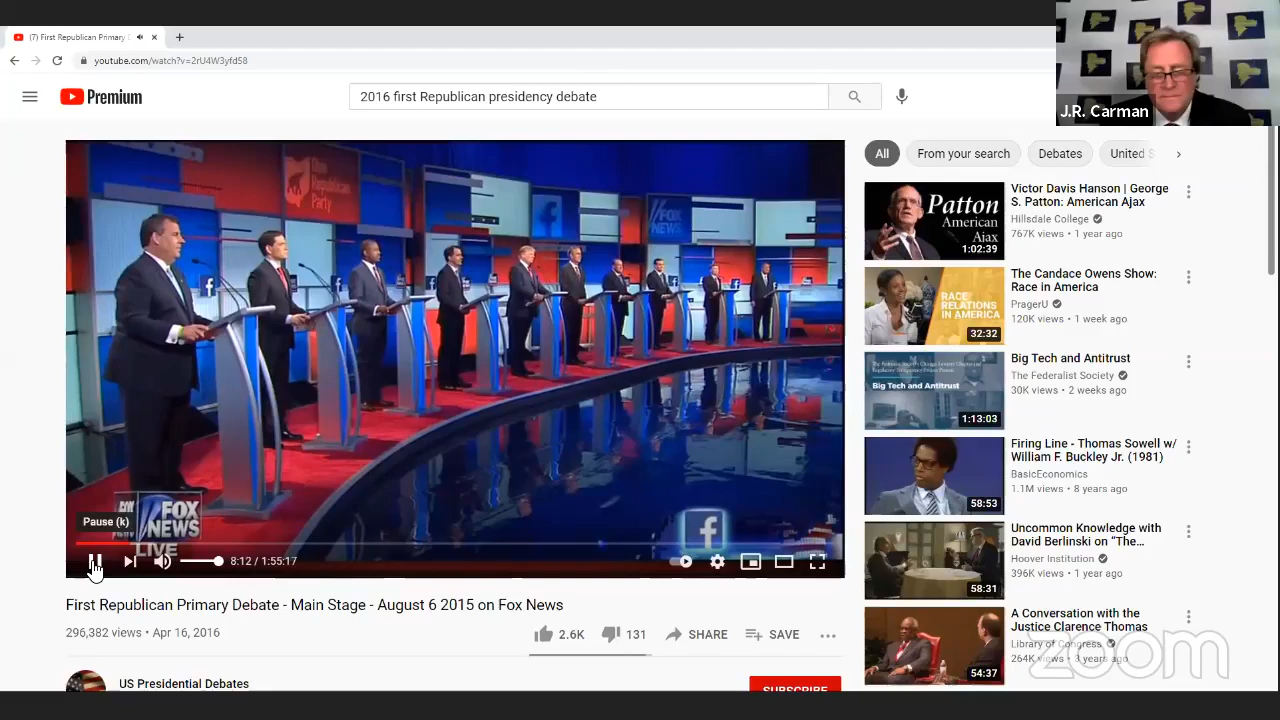 (7) First Republican Primary
youtube.com/watch?v=2rU4W3yfd58
Premium
2016 first Republican presidency debate
J.R. Carman
Ohio
Republican
Party
FOX
NEWS
FOX
NEWS
LIVE
Pause (k)
8:12 / 1:55:17
First Republican Primary Debate - Main Stage - August 6 2015 on Fox News
296,382 views • Apr 16, 2016
2.6K
131
SHARE
SAVE
US Presidential Debates
SUBSCRIBE
All
From your search
Debates
United S
Patton
American
Ajax
1:02:39
Victor Davis Hanson | George
S. Patton: American Ajax
Hillsdale College
767K views • 1 year ago
RACE
RELATIONS
IN AMERICA
32:32
The Candace Owens Show:
Race in America
PragerU
120K views • 1 week ago
Big Tech and Antitrust
1:13:03
Big Tech and Antitrust
The Federalist Society
30K views • 2 weeks ago
58:53
Firing Line - Thomas Sowell w/
William F. Buckley Jr. (1981)
BasicEconomics
1.1M views • 8 years ago
58:31
Uncommon Knowledge with
David Berlinski on “The...
Hoover Institution
396K views • 1 year ago
54:37
A Conversation with the
Justice Clarence Thomas
Library of Congress
264K views • 3 years ago
zoom